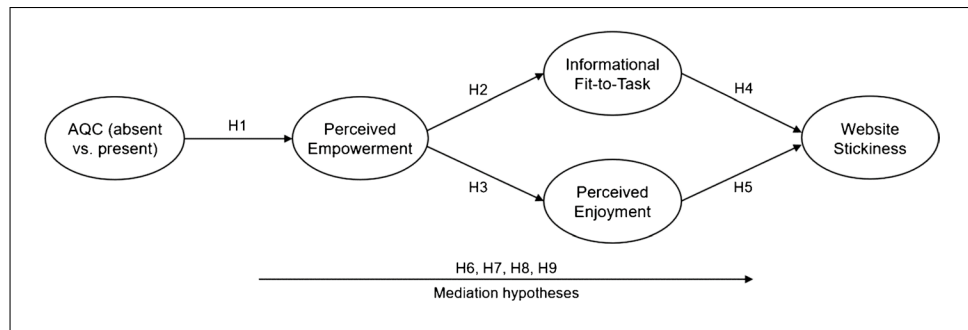 Informational
Fit-to-Task
H2
H4
AQC (absent
vs. present)
H1
Perceived
Empowerment
Website
Stickiness
H3
H5
Perceived
Enjoyment
H6, H7, H8, H9
Mediation hypotheses